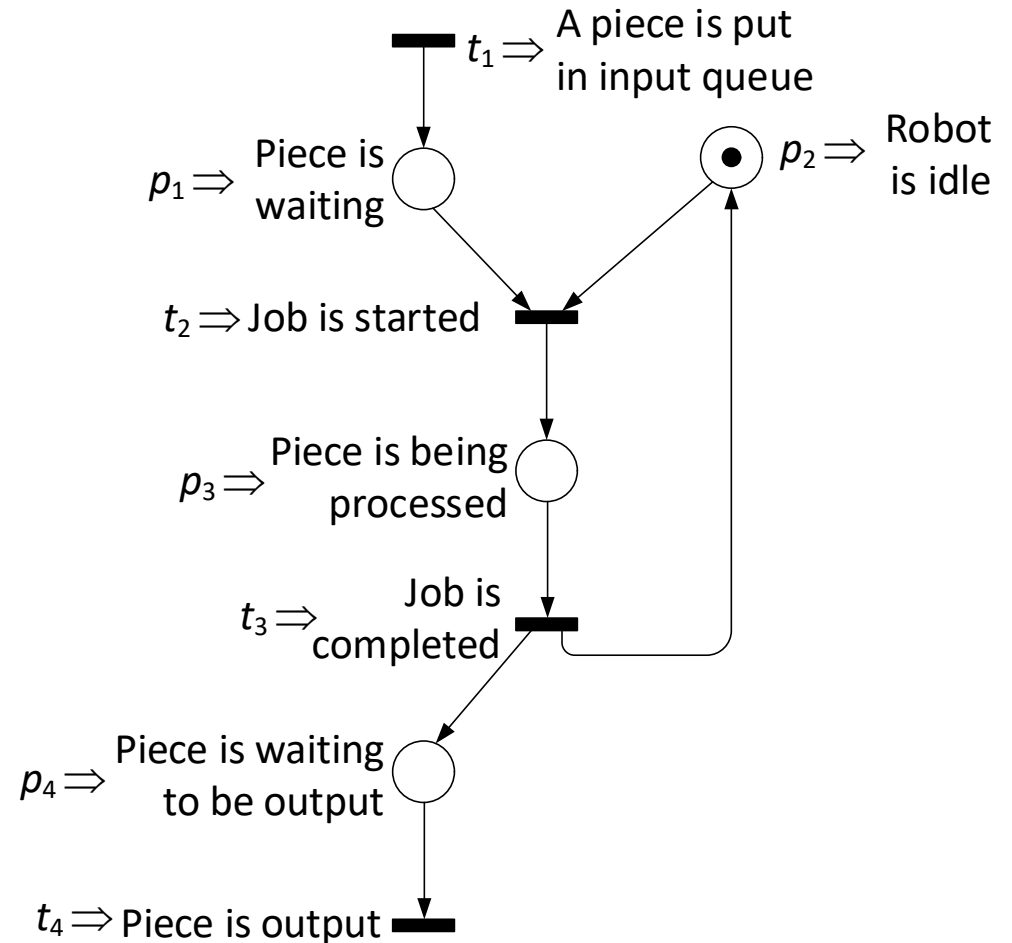 t₁ ⇒ A piece is put
in input queue
p₁ ⇒ Piece is
waiting
p₂ ⇒ Robot
is idle
t₂ ⇒ Job is started
p₃ ⇒ Piece is being
processed
t₃ ⇒ Job is
completed
p₄ ⇒ Piece is waiting
to be output
t₄ ⇒ Piece is output